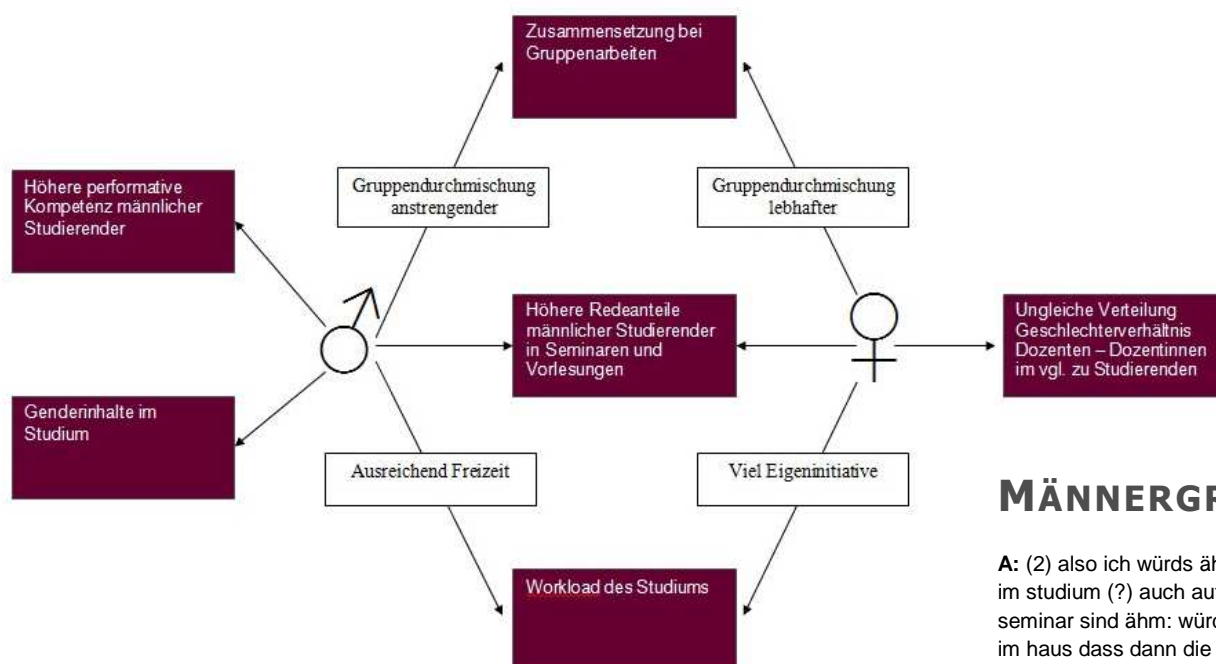 Zusammensetzung bei
Gruppenarbeiten
Gruppendurchmischung
anstrengender
Gruppendurchmischung
lebhafter
Höhere performative
Kompetenz männlicher
Studierender
Höhere Redeanteile
männlicher Studierender
in Seminaren und
Vorlesungen
Ungleiche Verteilung
Geschlechterverhältnis
Dozenten – Dozentinnen
im vgl. zu Studierenden
Genderinhalte im
Studium
Ausreichend Freizeit
Viel Eigeninitiative
Workload des Studiums
MÄNNERGR
A: (2) also ich würds äh
im studium (?) auch au
seminar sind ähm: würd
im haus dass dann die